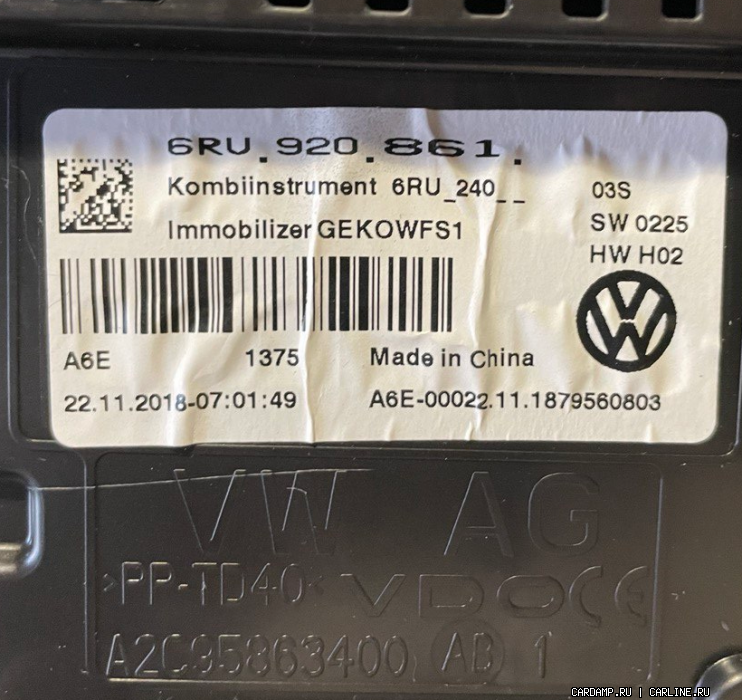 6RU.920.861.
Kombiinstrument 6RU_240_ _ 03S
Immobilizer GEKOWFS1 SW 0225
HW H02
A6E 1375 Made in China
22.11.2018-07:01:49 A6E-00022.11.1879560803
VW AG
>PP-TD40< VDO CE
A2C95863400 AB 1
CARDAMP.RU | CARLINE.RU